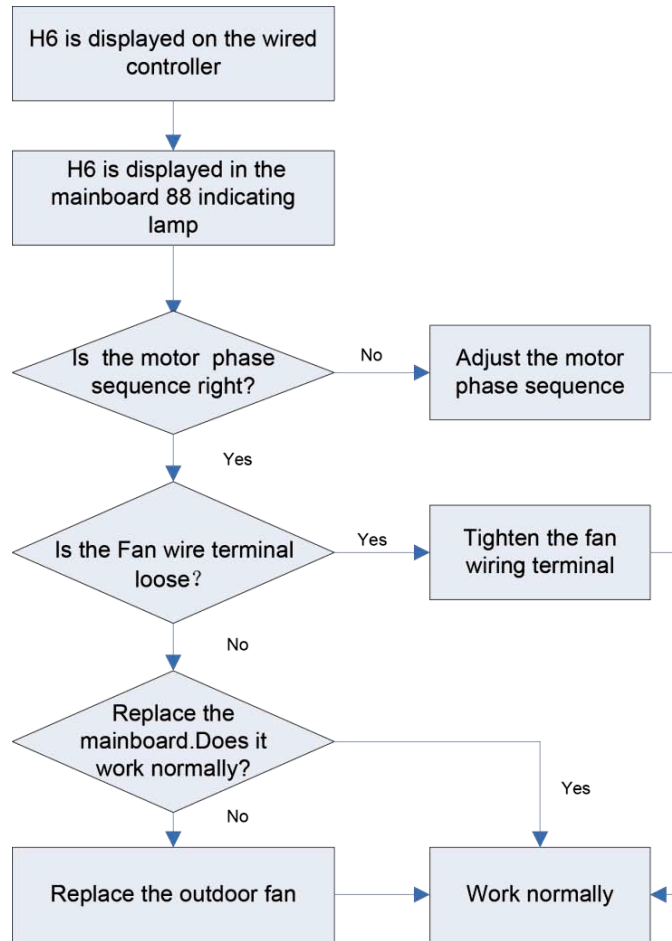 H6 is displayed on the wired
controller
H6 is displayed in the
mainboard 88 indicating
lamp
Is the motor phase
sequence right?
No
Adjust the motor
phase sequence
Yes
Is the Fan wire terminal
loose？
Yes
Tighten the fan
wiring terminal
No
Replace the
mainboard.Does it
work normally?
Yes
No
Replace the outdoor fan
Work normally